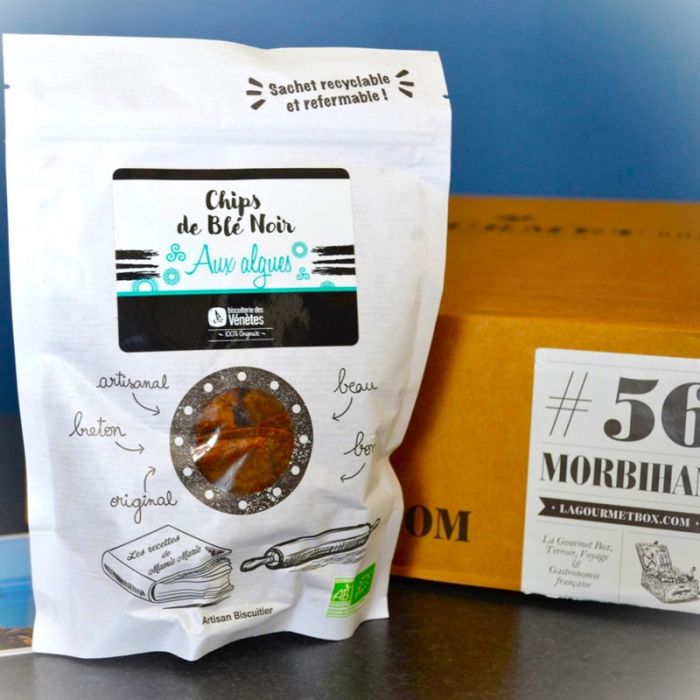 Sachet recyclable
et refermable !
Chips
de Blé Noir
Aux algues
biscuiterie des
Vénètes
100% Originale
artisanal
beau
breton
bon
original
Les recettes
de
Mamie Marie
AB
Artisan Biscuitier
OM
#56
MORBIHAN
LAGOURMETBOX.COM
La Gourmet Box,
Terroir, Voyage
&
Gastronomie
française